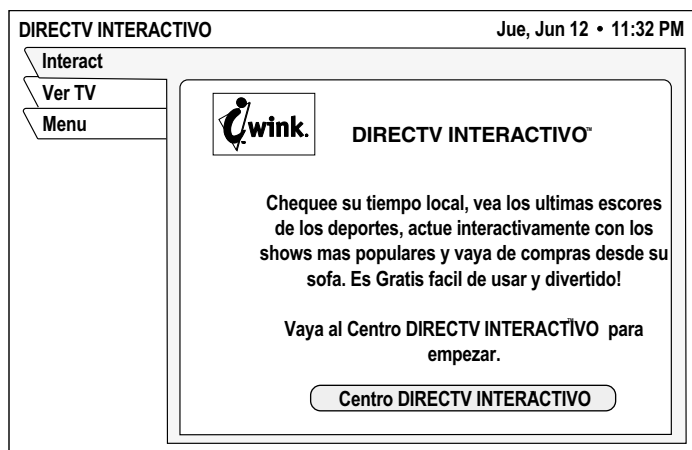 DIRECTV INTERACTIVO
Jue, Jun 12 • 11:32 PM
Interact
Ver TV
Menu
wink.
DIRECTV INTERACTIVO™
Chequee su tiempo local, vea los ultimas escores
de los deportes, actue interactivamente con los
shows mas populares y vaya de compras desde su
sofa. Es Gratis facil de usar y divertido!
Vaya al Centro DIRECTV INTERACTIVO™ para
empezar.
Centro DIRECTV INTERACTIVO